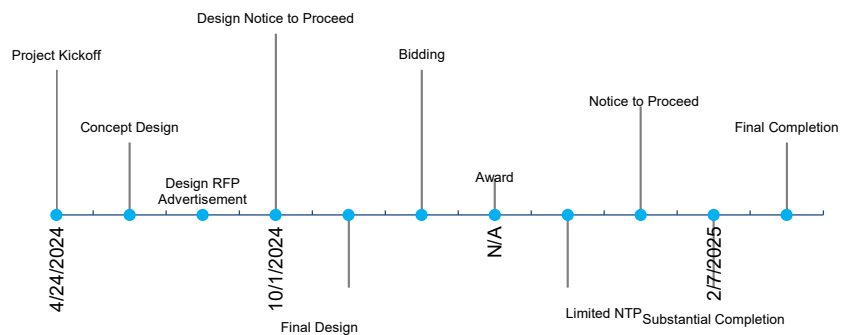 Design Notice to Proceed
Project Kickoff
Bidding
Notice to Proceed
Concept Design
Final Completion
Design RFP
Advertisement
Award
4/24/2024
10/1/2024
N/A
2/7/2025
Limited NTP
Substantial Completion
Final Design